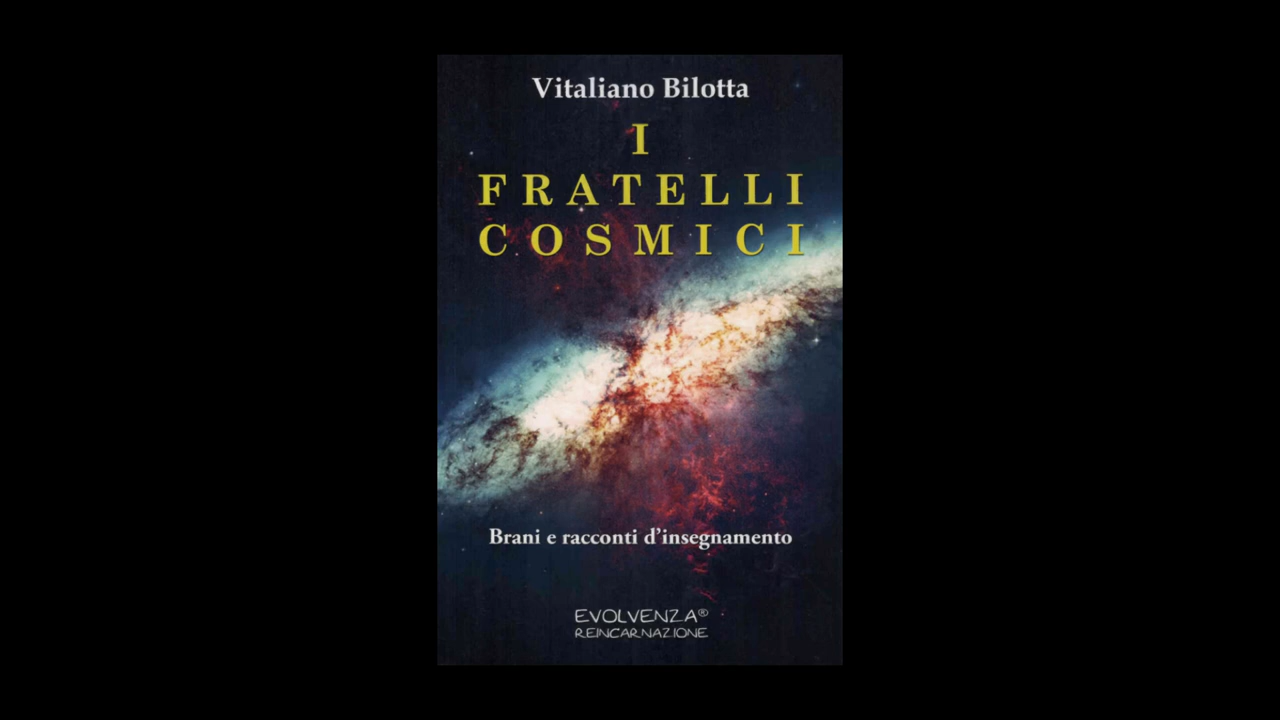 Vitaliano Bilotta
I
FRATELLI
COSMICI
Brani e racconti d'insegnamento
EVOLVENZA®
REINCARNAZIONE